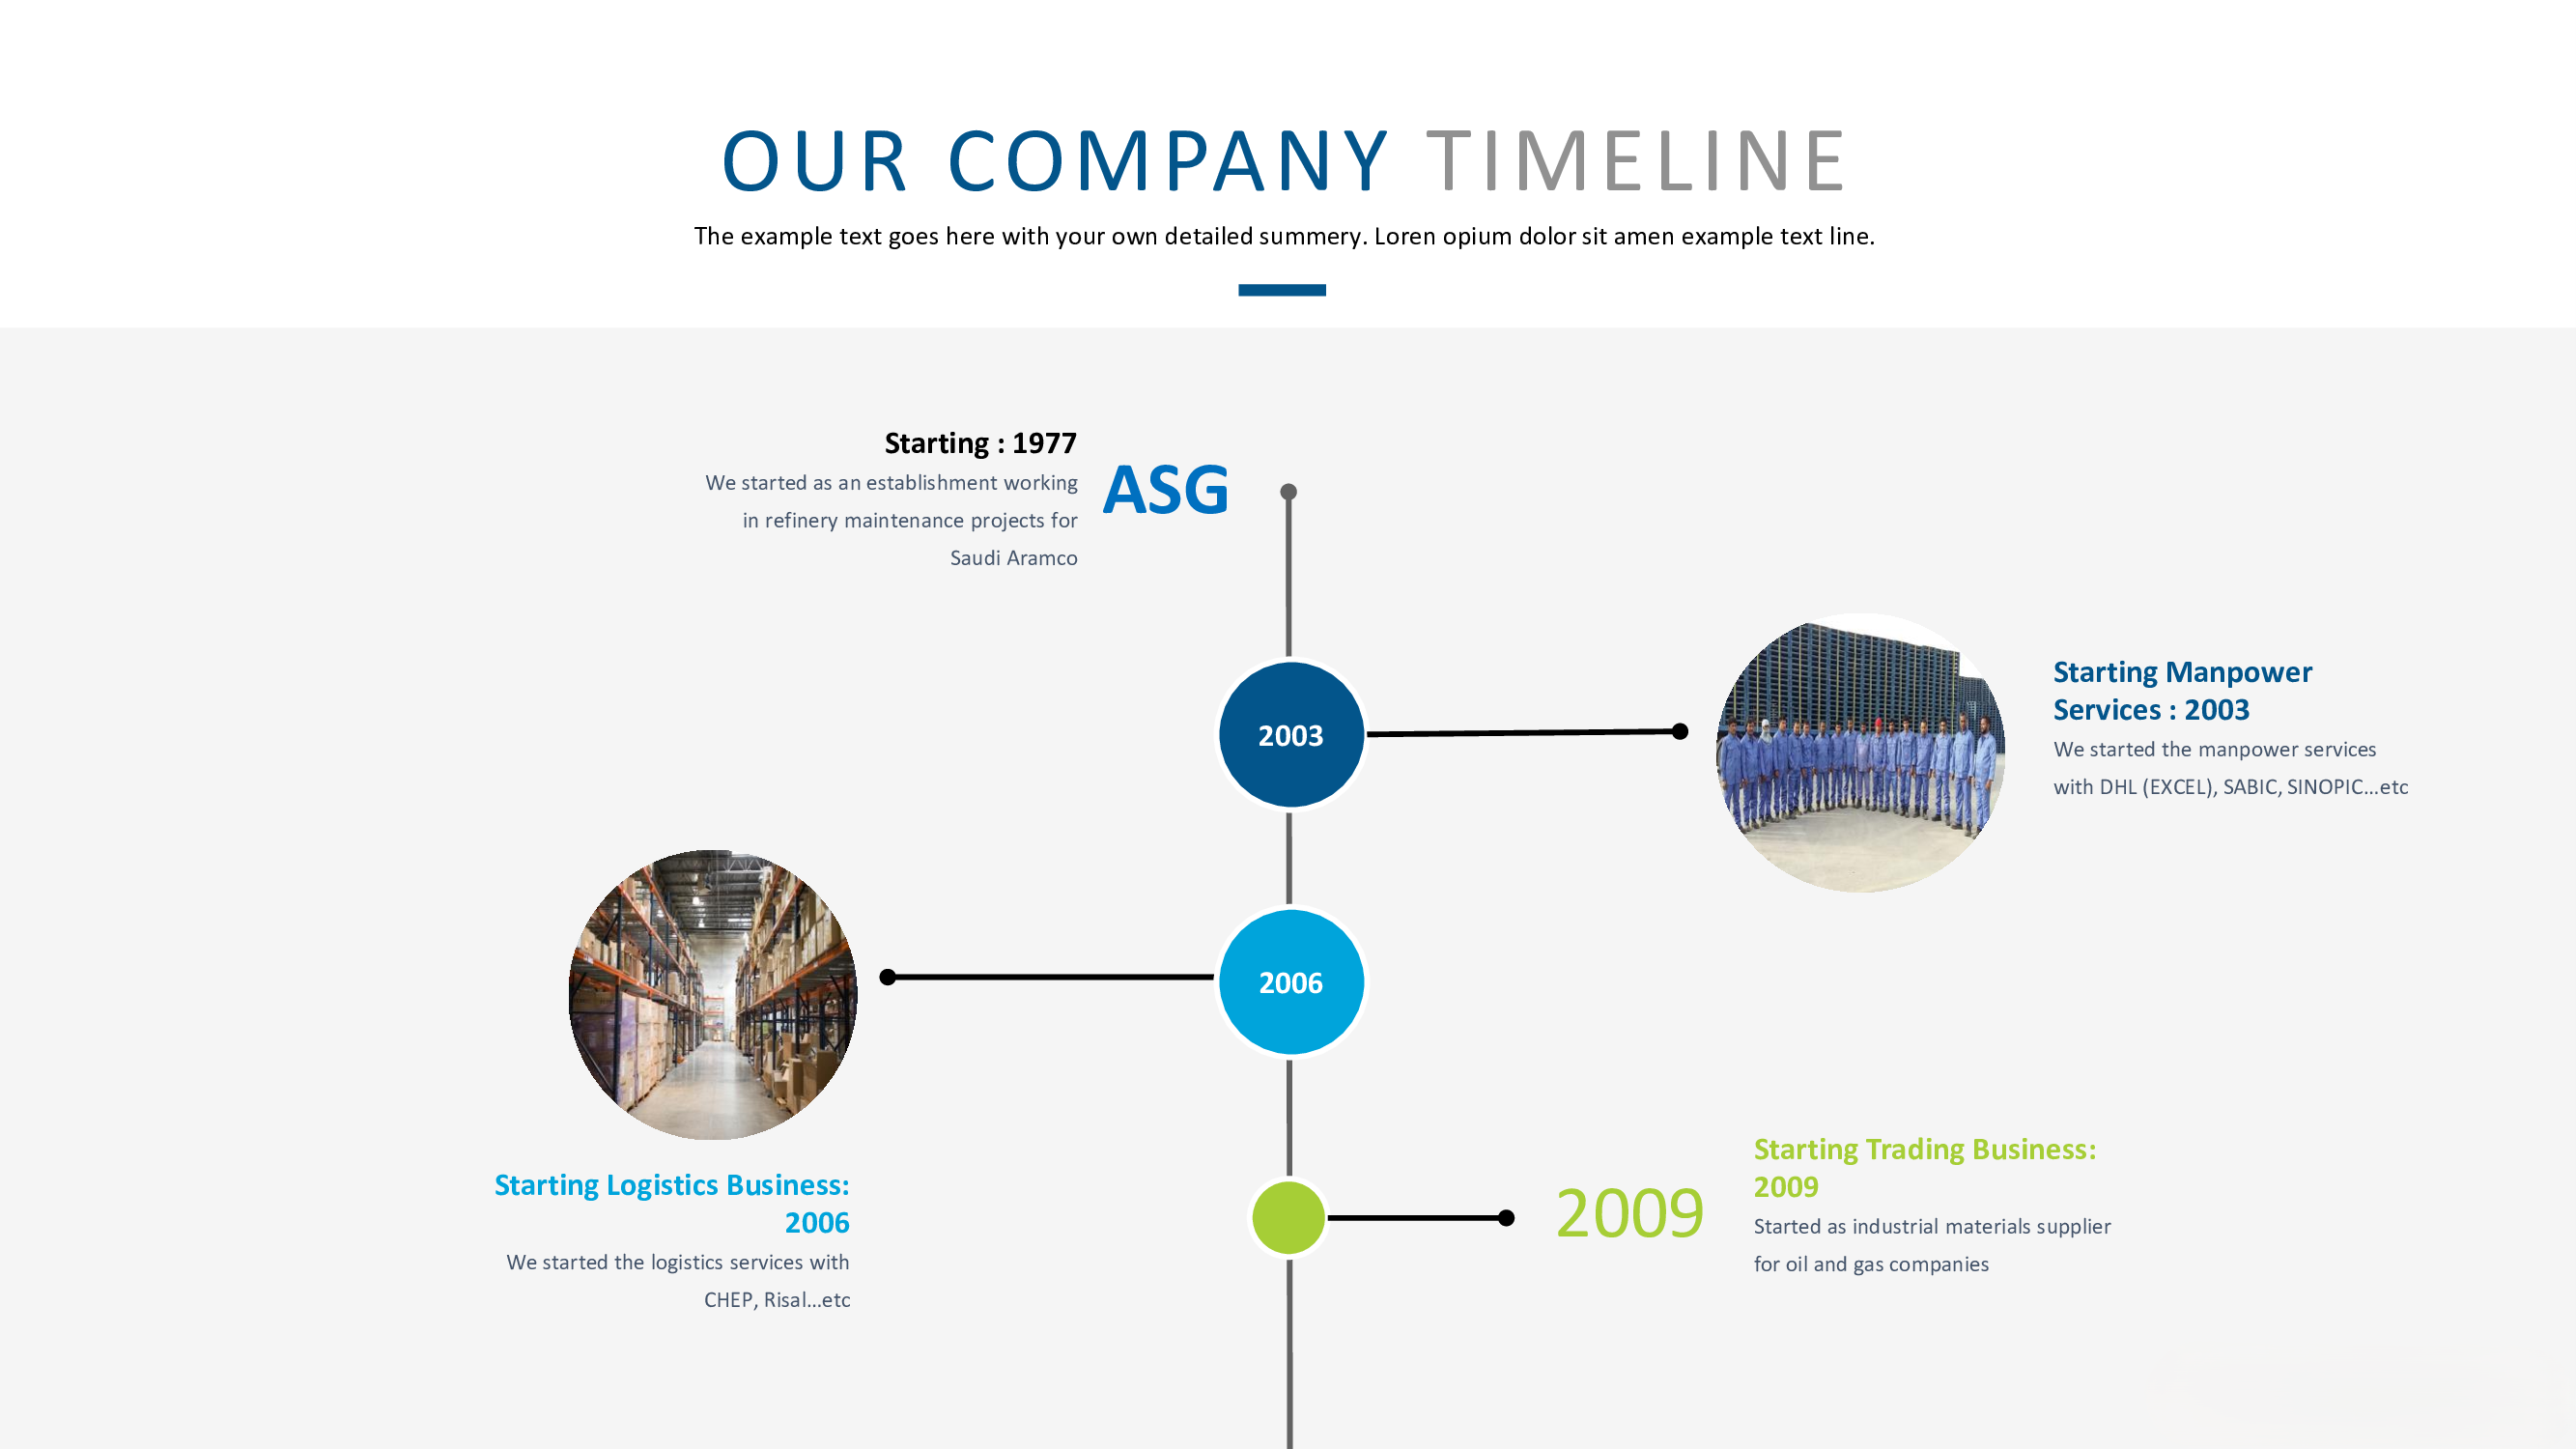 OUR COMPANY TIMELINE
The example text goes here with your own detailed summery. Loren opium dolor sit amen example text line.
Starting : 1977
We started as an establishment working
in refinery maintenance projects for
Saudi Aramco
ASG
2003
Starting Manpower
Services : 2003
We started the manpower services
with DHL (EXCEL), SABIC, SINOPIC...etc
2006
Starting Logistics Business:
2006
We started the logistics services with
CHEP, Risal...etc
2009
Starting Trading Business:
2009
Started as industrial materials supplier
for oil and gas companies